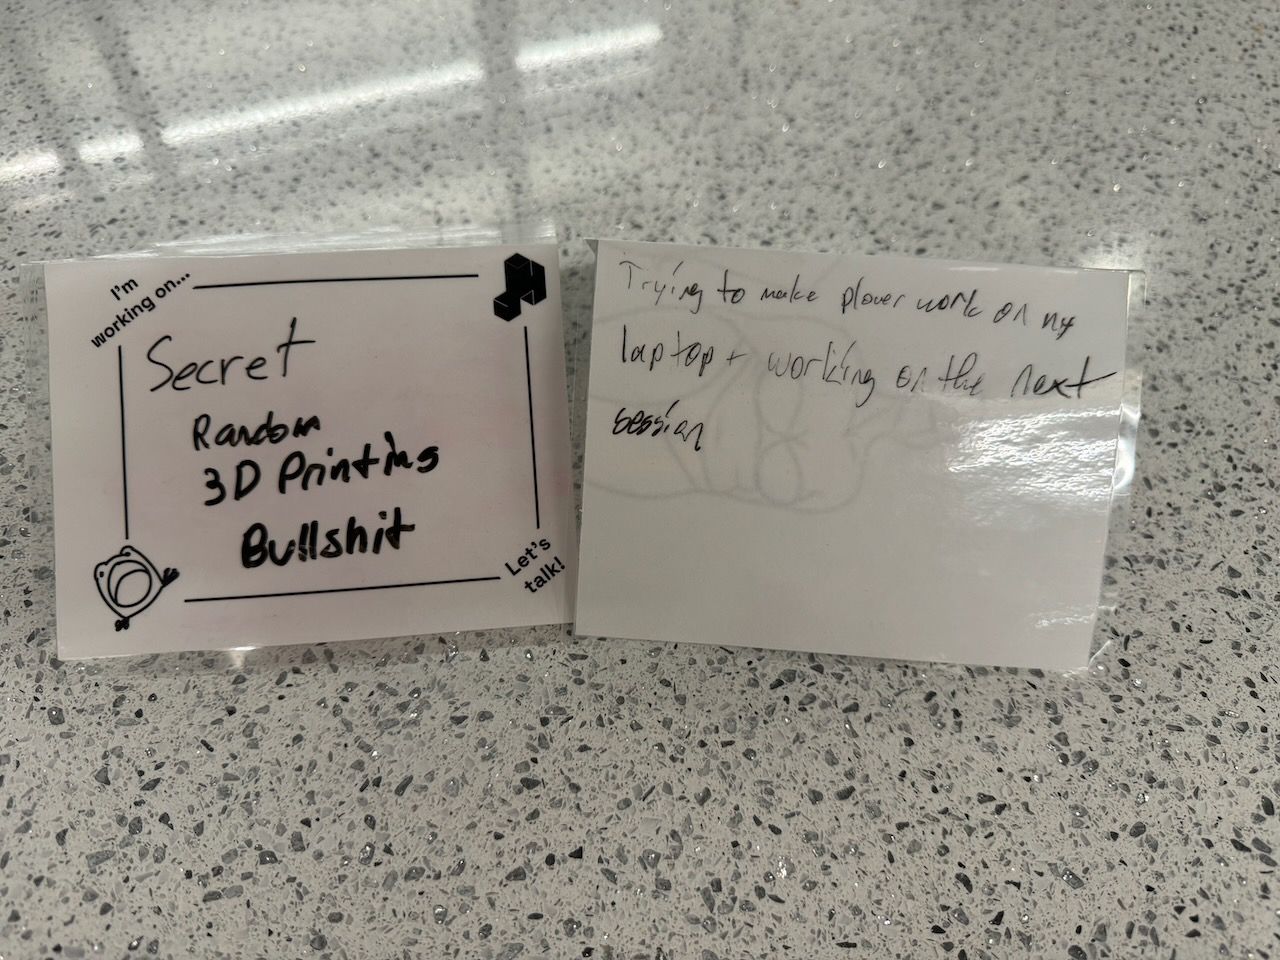 I'm
working on...
Secret
Random
3D Printing
Bullshit
Let's
talk!
Trying to make plover work on my
laptop + working on the next
session